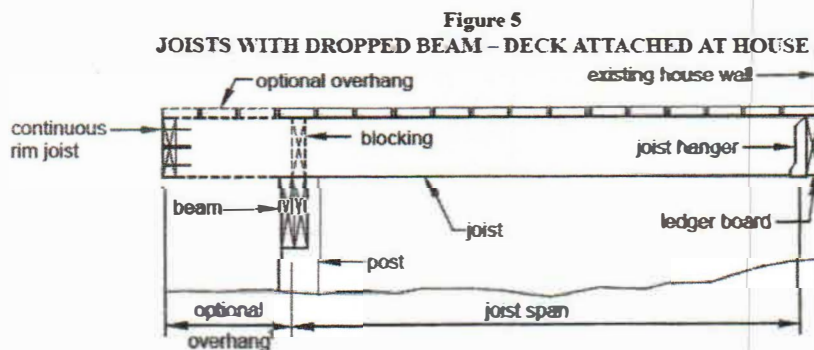 Figure 5
JOISTS WITH DROPPED BEAM – DECK ATTACHED AT HOUSE
existing house wall
optional overhang
continuous
rim joist
blocking
joist hanger
beam
joist
ledger board
post
optional
overhang
joist span